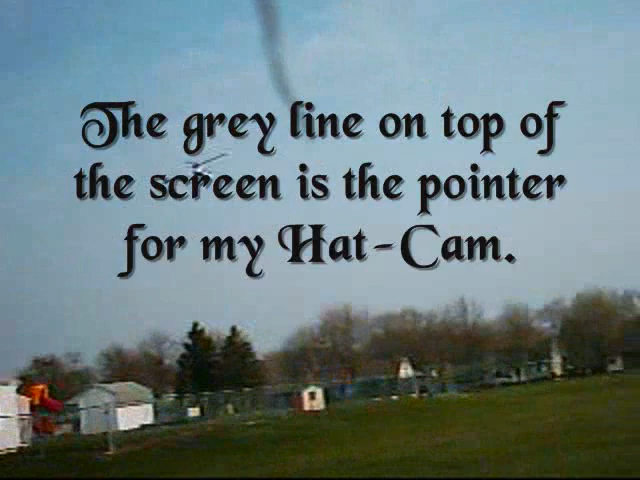 The grey line on top of
the screen is the pointer
for my Hat-Cam.